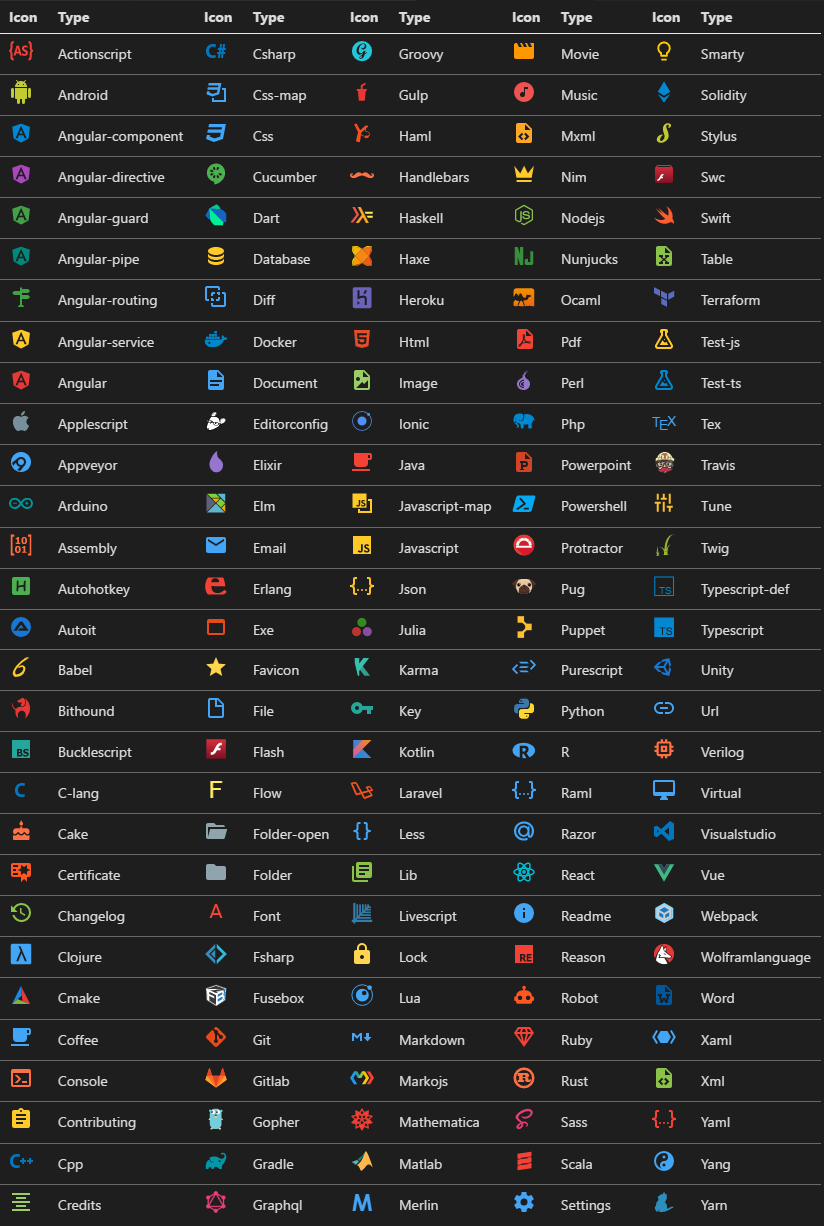 Icon Type Icon Type Icon Type Icon Type Icon Type
{AS} Actionscript C# Csharp Groovy Movie Smarty
Android Css-map Gulp Music Solidity
Angular-component Css Haml Mxml Stylus
Angular-directive Cucumber Handlebars Nim Swc
Angular-guard Dart Haskell JS Nodejs Swift
Angular-pipe Database Haxe NJ Nunjucks Table
Angular-routing Diff Heroku Ocaml Terraform
Angular-service Docker Html Pdf Test-js
Angular Document Image Perl Test-ts
Applescript Editorconfig Ionic Php TEX Tex
Appveyor Elixir Java P Powerpoint Travis
Arduino Elm JS Javascript-map Powershell Tune
[1001] Assembly Email JS Javascript Protractor Twig
H Autohotkey e Erlang {...} Json Pug TS Typescript-def
Autoit Exe Julia Puppet TS Typescript
6 Babel Favicon K Karma <=> Purescript Unity
Bithound File Key Python Url
BS Bucklescript Flash Kotlin R R Verilog
C C-lang F Flow Laravel {...} Raml Virtual
Cake Folder-open {} Less @ Razor Visualstudio
Certificate Folder Lib React Vue
Changelog A Font Livescript i Readme Webpack
λ Clojure Fsharp Lock RE Reason Wolframlanguage
Cmake Fusebox Lua Robot W Word
Coffee Git M Markdown Ruby Xaml
Console Gitlab Markojs R Rust Xml
Contributing Gopher Mathematica Sass {...} Yaml
C++ Cpp Gradle Matlab Scala Yang
Credits Graphql M Merlin Settings Yarn